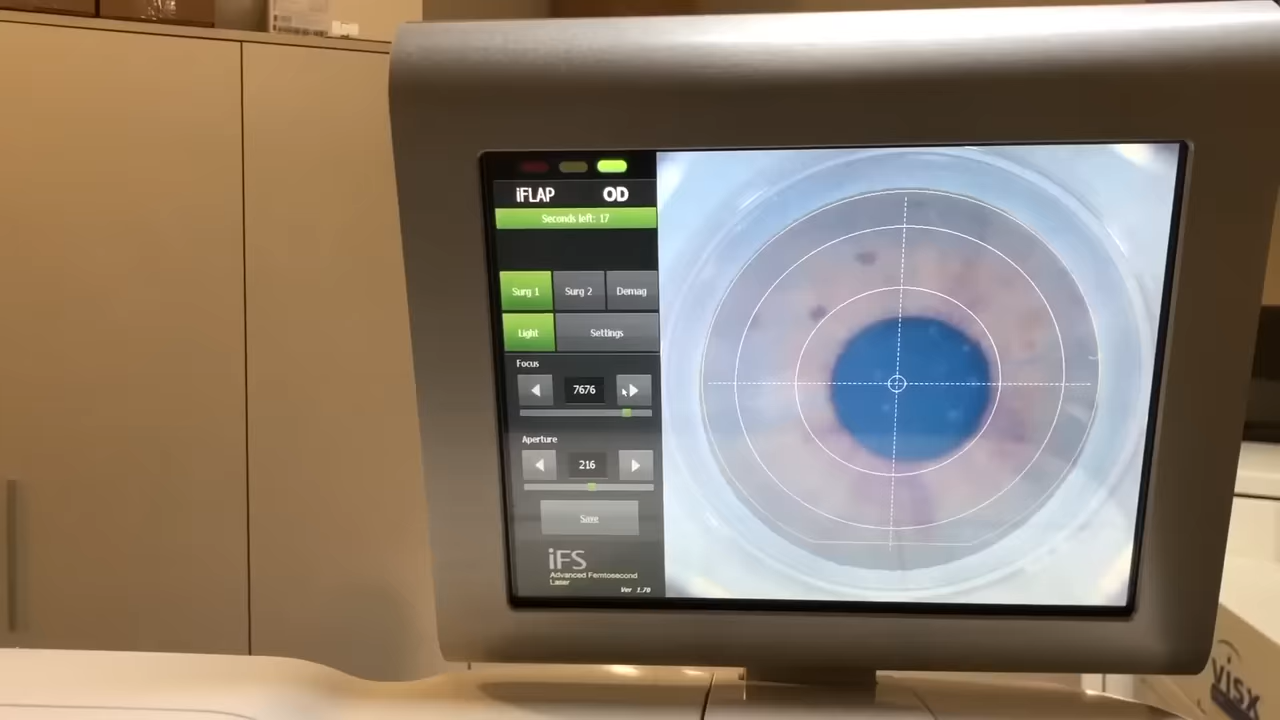 iFLAP OD
Seconds left: 17
Surg 1 Surg 2 Demag
Light Settings
Focus
7676
Aperture
216
Save
iFS
Advanced Femtosecond
Laser
Ver 1.70
VISX